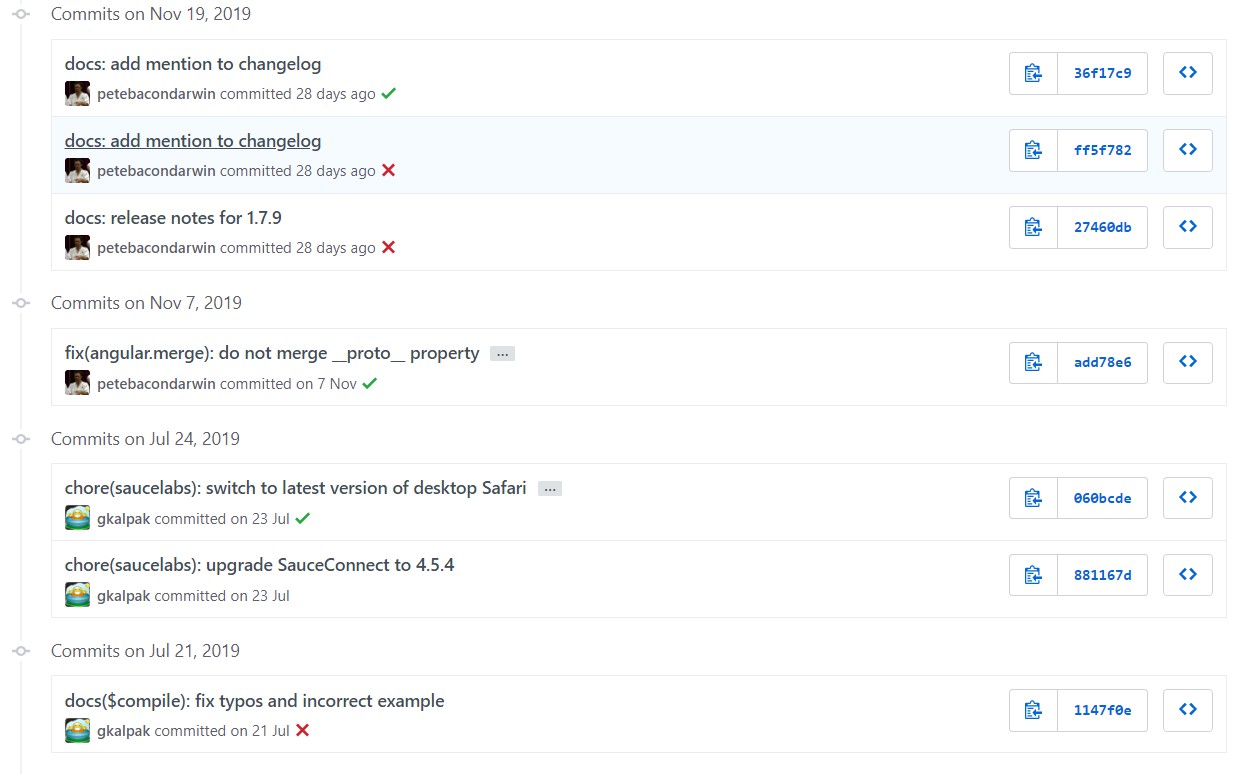 Commits on Nov 19, 2019
docs: add mention to changelog
36f17c9
petebacondarwin committed 28 days ago
docs: add mention to changelog
ff5f782
petebacondarwin committed 28 days ago
docs: release notes for 1.7.9
27460db
petebacondarwin committed 28 days ago
Commits on Nov 7, 2019
fix(angular.merge): do not merge __proto__ property ...
add78e6
petebacondarwin committed on 7 Nov
Commits on Jul 24, 2019
chore(saucelabs): switch to latest version of desktop Safari ...
060bcde
gkalpak committed on 23 Jul
chore(saucelabs): upgrade SauceConnect to 4.5.4
881167d
gkalpak committed on 23 Jul
Commits on Jul 21, 2019
docs($compile): fix typos and incorrect example
1147f0e
gkalpak committed on 21 Jul